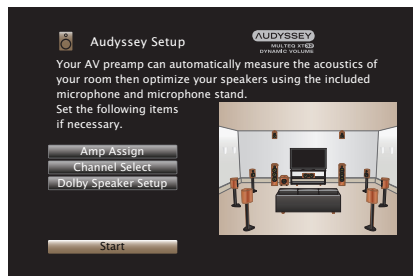 Audyssey Setup
AUDYSSEY
MULTEQ XT32
DYNAMIC VOLUME
Your AV preamp can automatically measure the acoustics of
your room then optimize your speakers using the included
microphone and microphone stand.
Set the following items
if necessary.
Amp Assign
Channel Select
Dolby Speaker Setup
Start